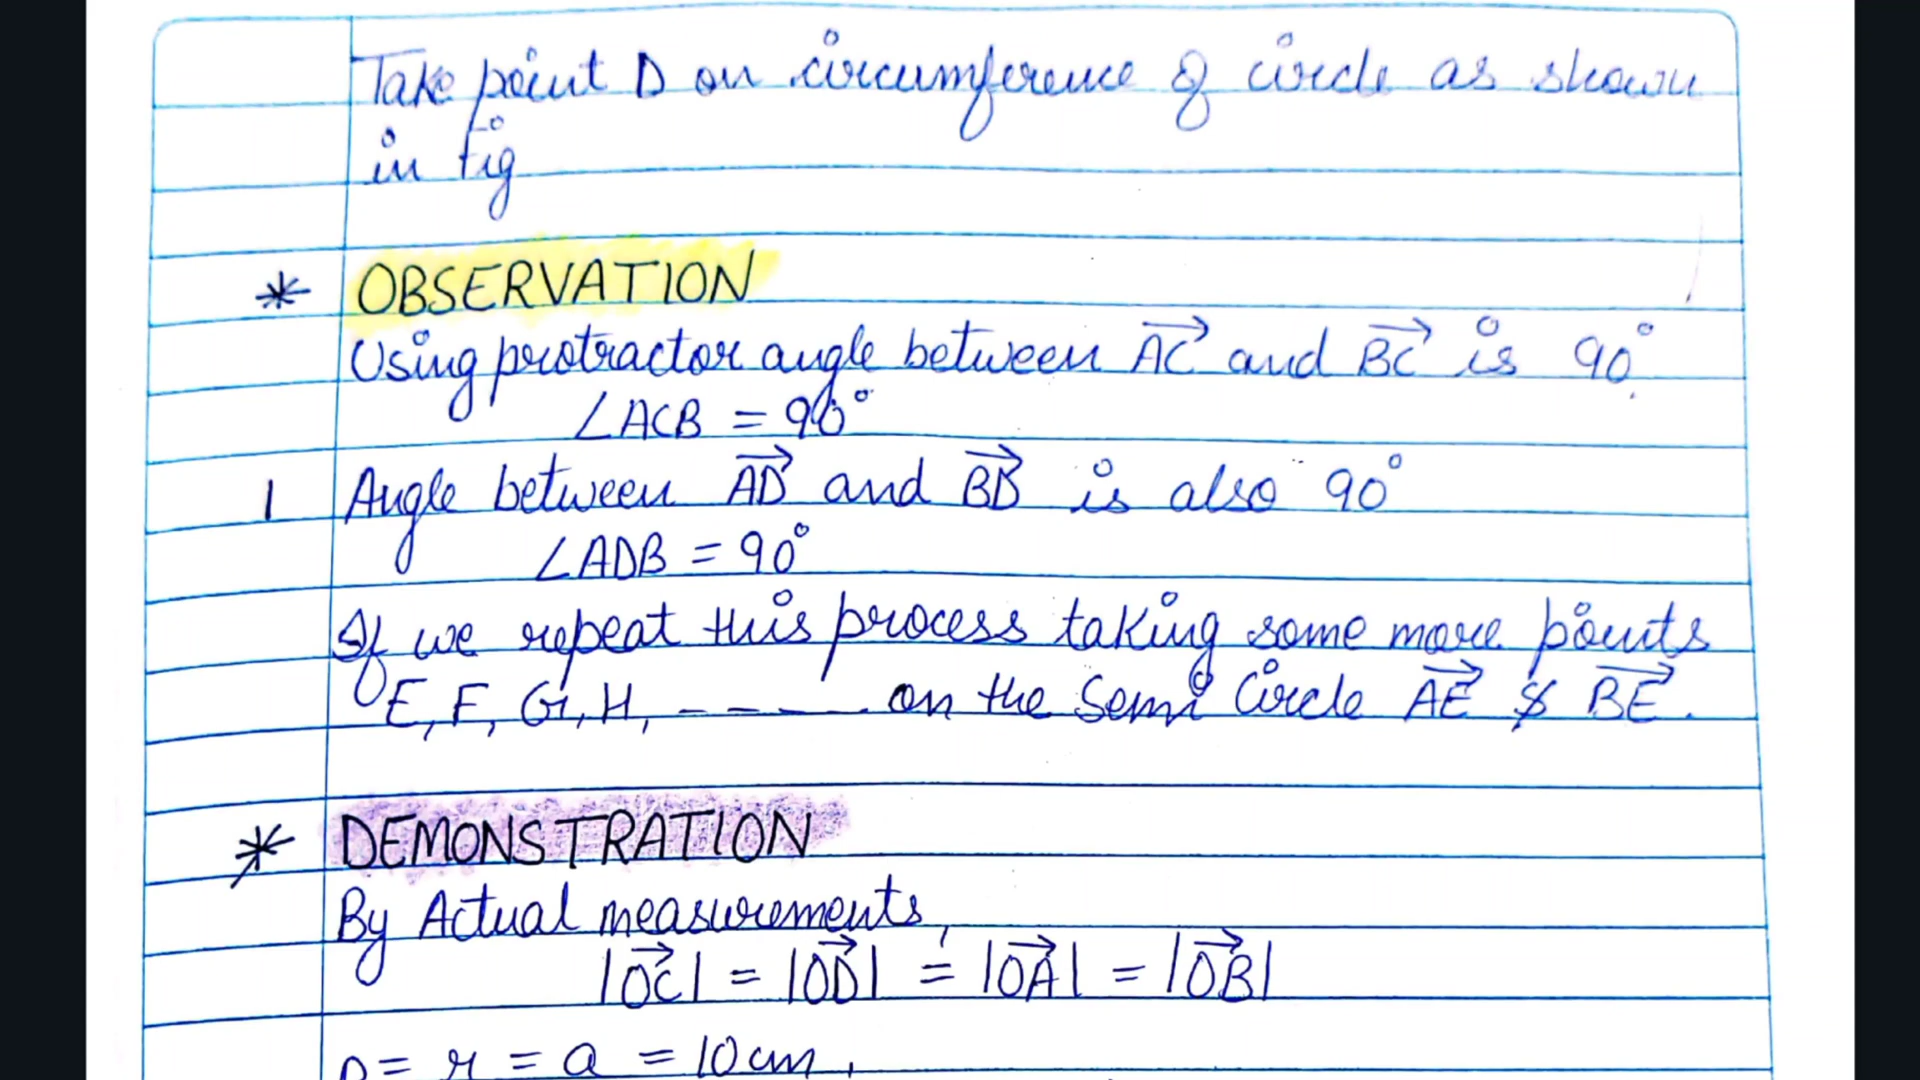 Take point D on circumference of circle as shown
in fig
* OBSERVATION
Using protractor angle between →AC and →BC is 90°
∠ACB = 90°
1 Angle between →AD and →BD is also 90°
∠ADB = 90°
If we repeat this process taking some more points
E, F, G, H, ----- on the Semi Circle →AE & →BE.
* DEMONSTRATION
By Actual measurements,
|→OC| = |→OD| = |→OA| = |→OB|
= r = a = 10cm,